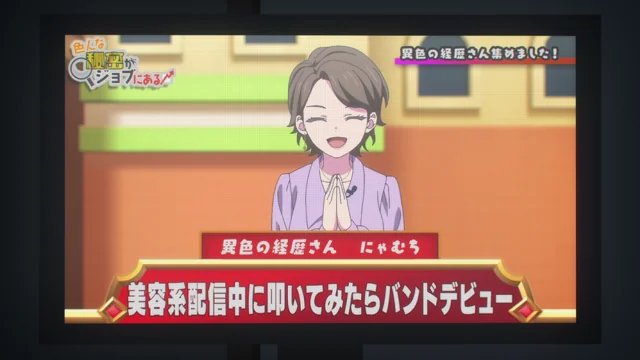 色んな
秘密が
ジョブにある
異色の経歴さん集めました！
異色の経歴さん にゃむち
美容系配信中に叩いてみたらバンドデビュー